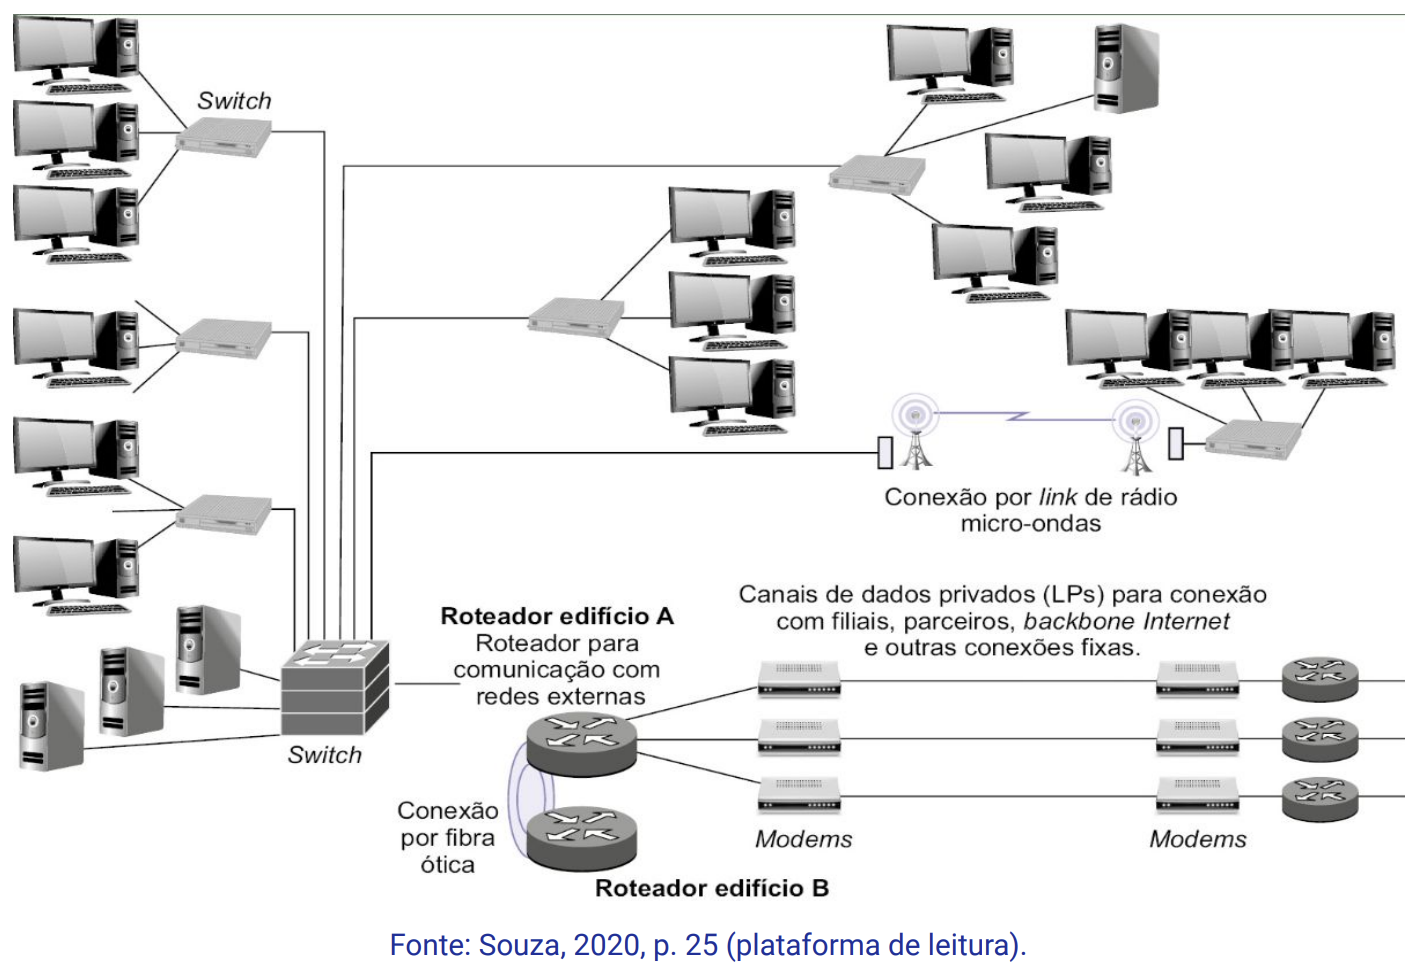 Switch
Conexão por link de rádio
micro-ondas
Canais de dados privados (LPs) para conexão
com filiais, parceiros, backbone Internet
e outras conexões fixas.
Roteador edifício A
Roteador para
comunicação com
redes externas
Switch
Conexão
por fibra
ótica
Modems
Modems
Roteador edifício B
Fonte: Souza, 2020, p. 25 (plataforma de leitura).